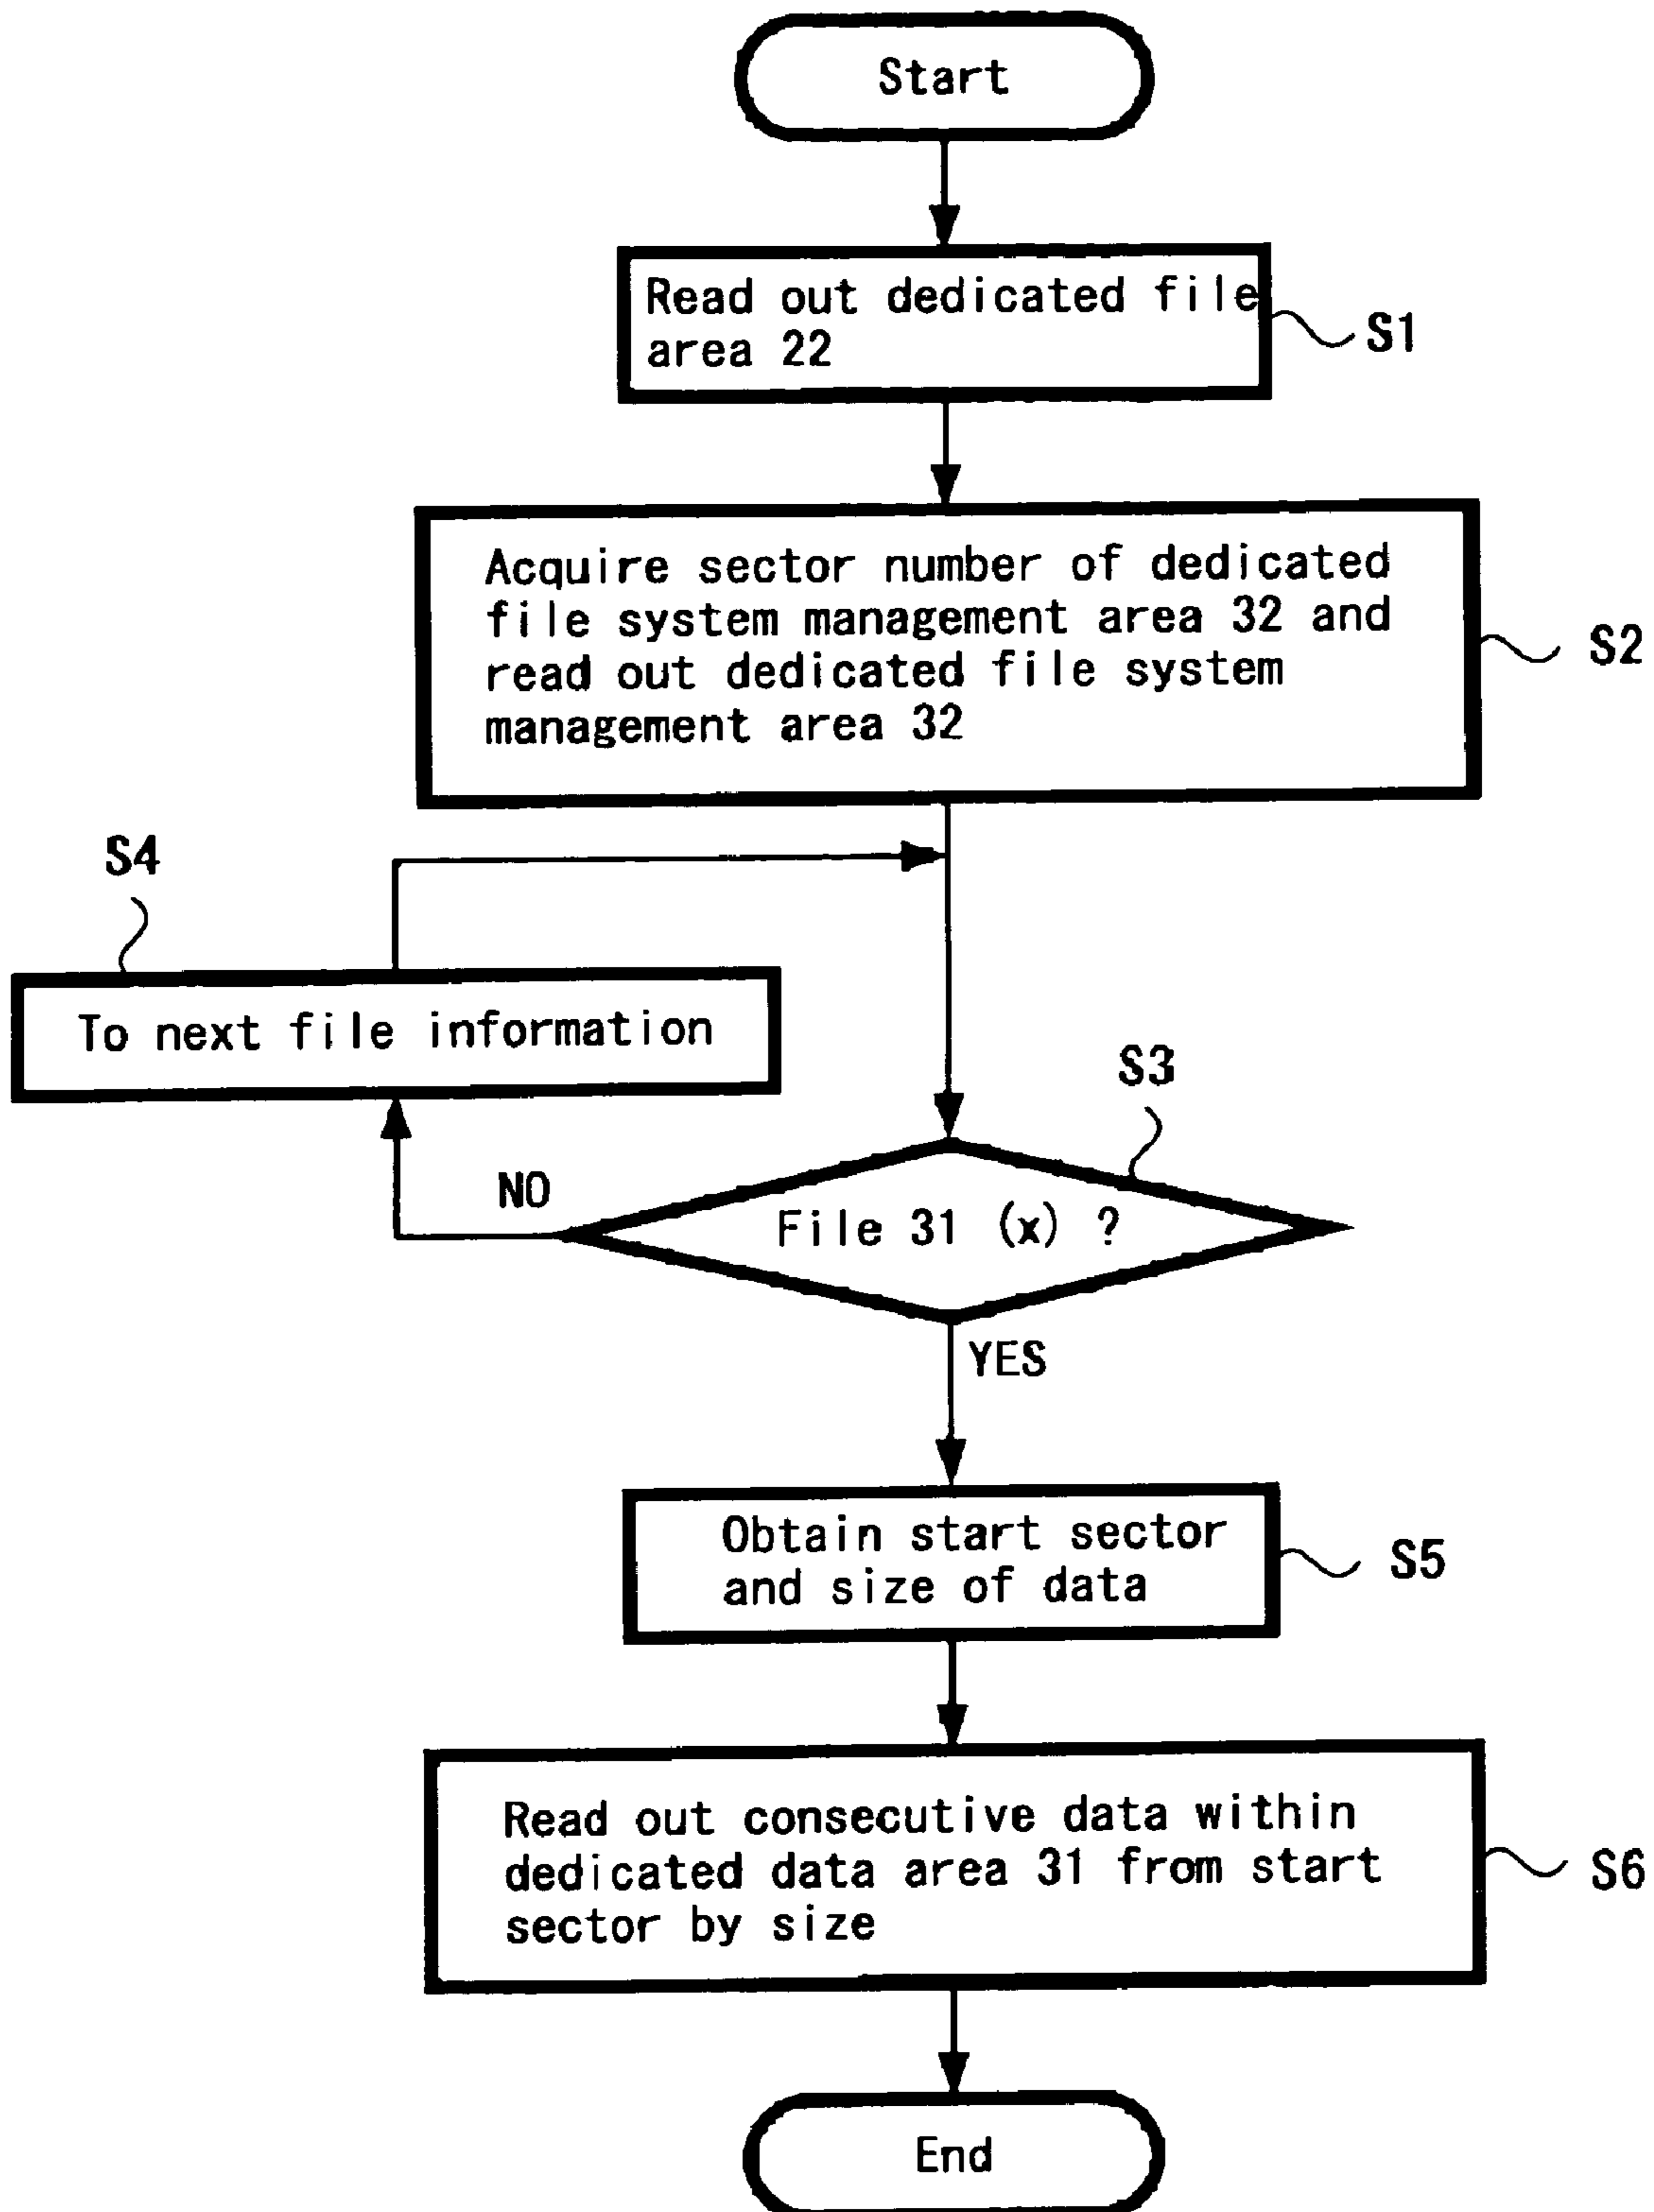 Start
Read out dedicated file
area 22
S1
Acquire sector number of dedicated
file system management area 32 and
read out dedicated file system
management area 32
S2
S4
To next file information
S3
NO
File 31 (x) ?
YES
Obtain start sector
and size of data
S5
Read out consecutive data within
dedicated data area 31 from start
sector by size
S6
End